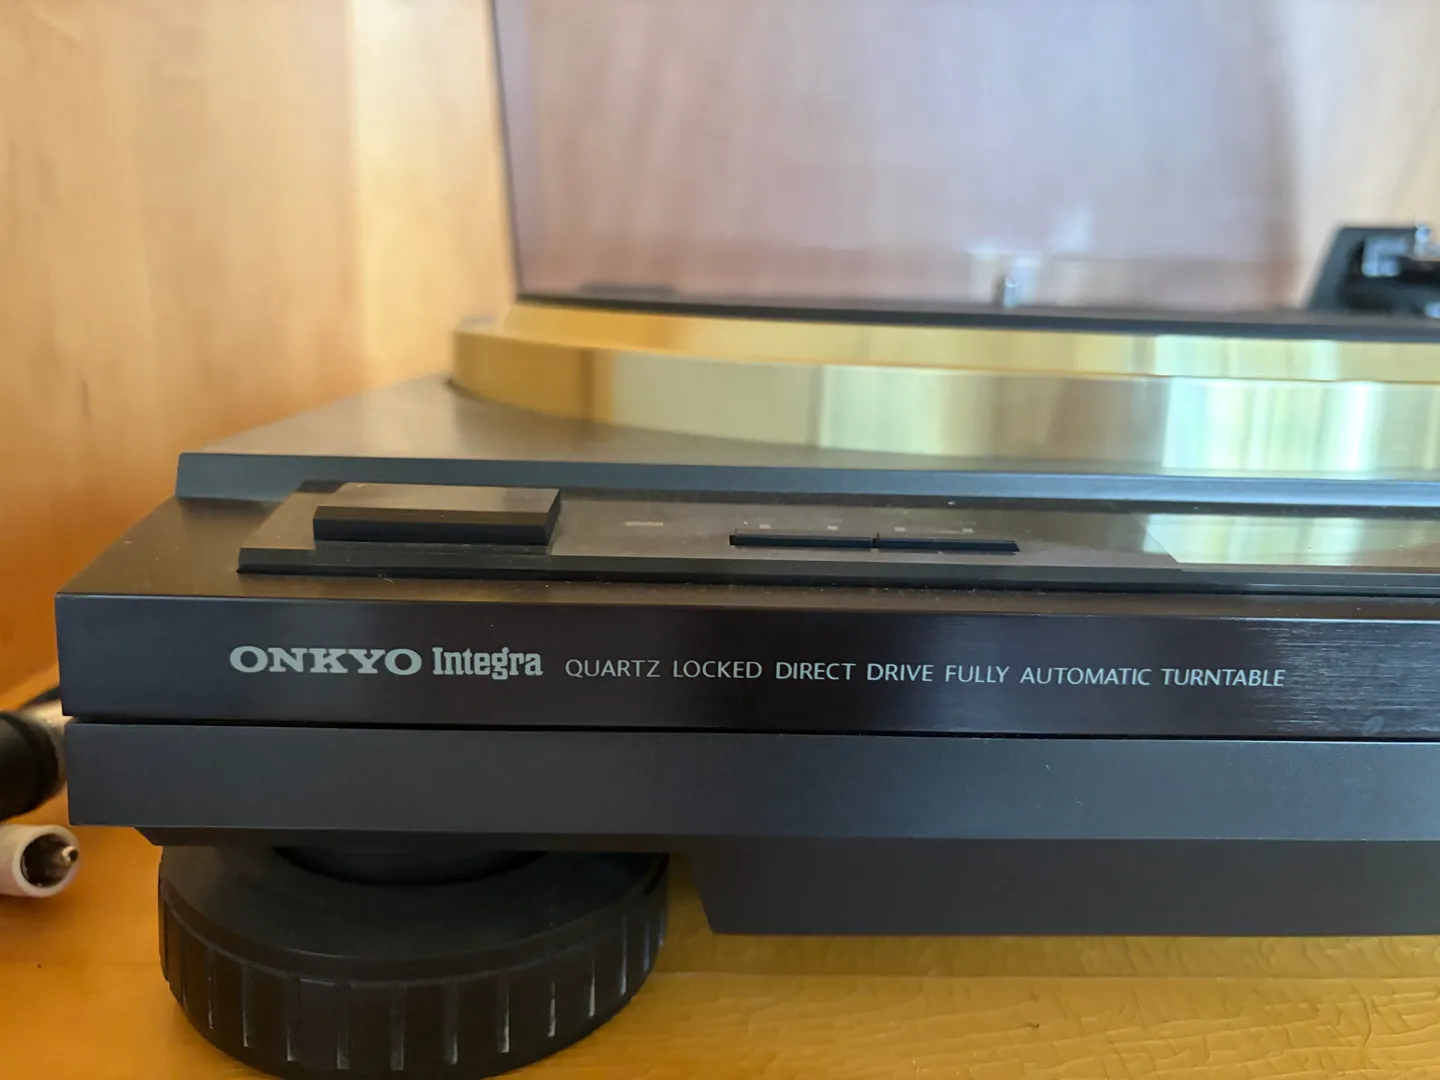 ONKYO Integra QUARTZ LOCKED DIRECT DRIVE FULLY AUTOMATIC TURNTABLE